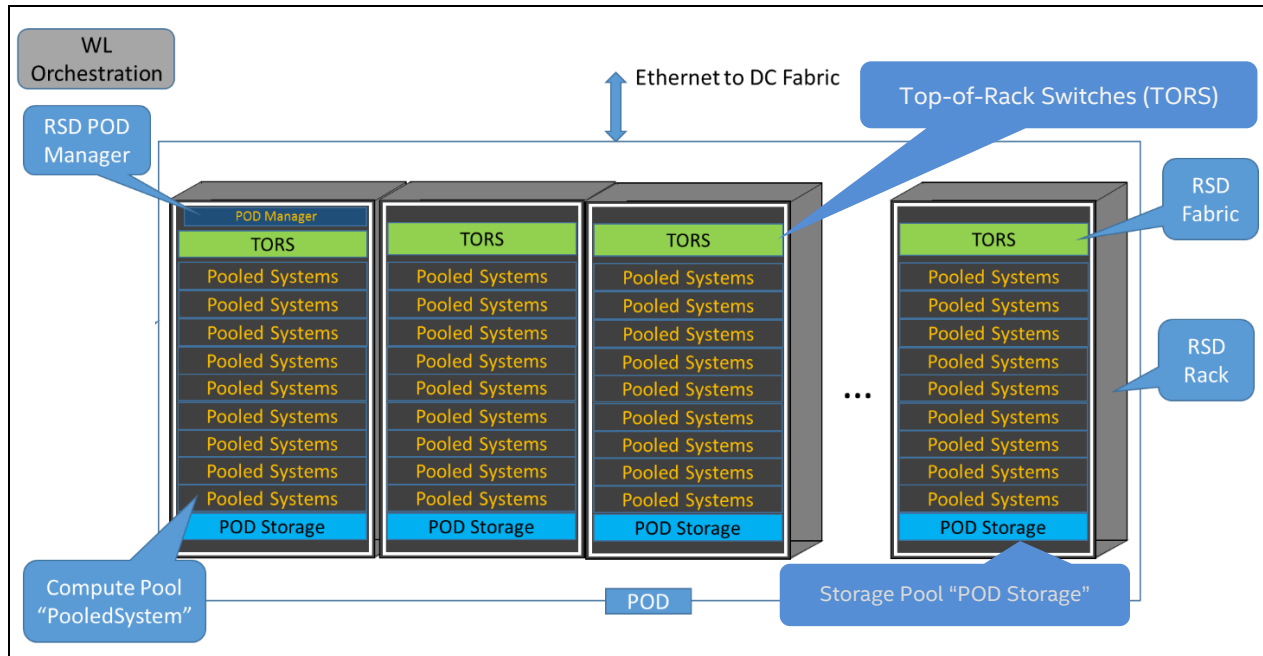 WL
Orchestration
Ethernet to DC Fabric
Top-of-Rack Switches (TORS)
RSD POD
Manager
RSD
Fabric
POD Manager
TORS
Pooled Systems
Pooled Systems
Pooled Systems
Pooled Systems
Pooled Systems
Pooled Systems
Pooled Systems
Pooled Systems
Pooled Systems
POD Storage
TORS
Pooled Systems
Pooled Systems
Pooled Systems
Pooled Systems
Pooled Systems
Pooled Systems
Pooled Systems
Pooled Systems
Pooled Systems
POD Storage
TORS
Pooled Systems
Pooled Systems
Pooled Systems
Pooled Systems
Pooled Systems
Pooled Systems
Pooled Systems
Pooled Systems
Pooled Systems
POD Storage
...
TORS
Pooled Systems
Pooled Systems
Pooled Systems
Pooled Systems
Pooled Systems
Pooled Systems
Pooled Systems
Pooled Systems
Pooled Systems
POD Storage
RSD
Rack
Compute Pool
“PooledSystem”
POD
Storage Pool “POD Storage”